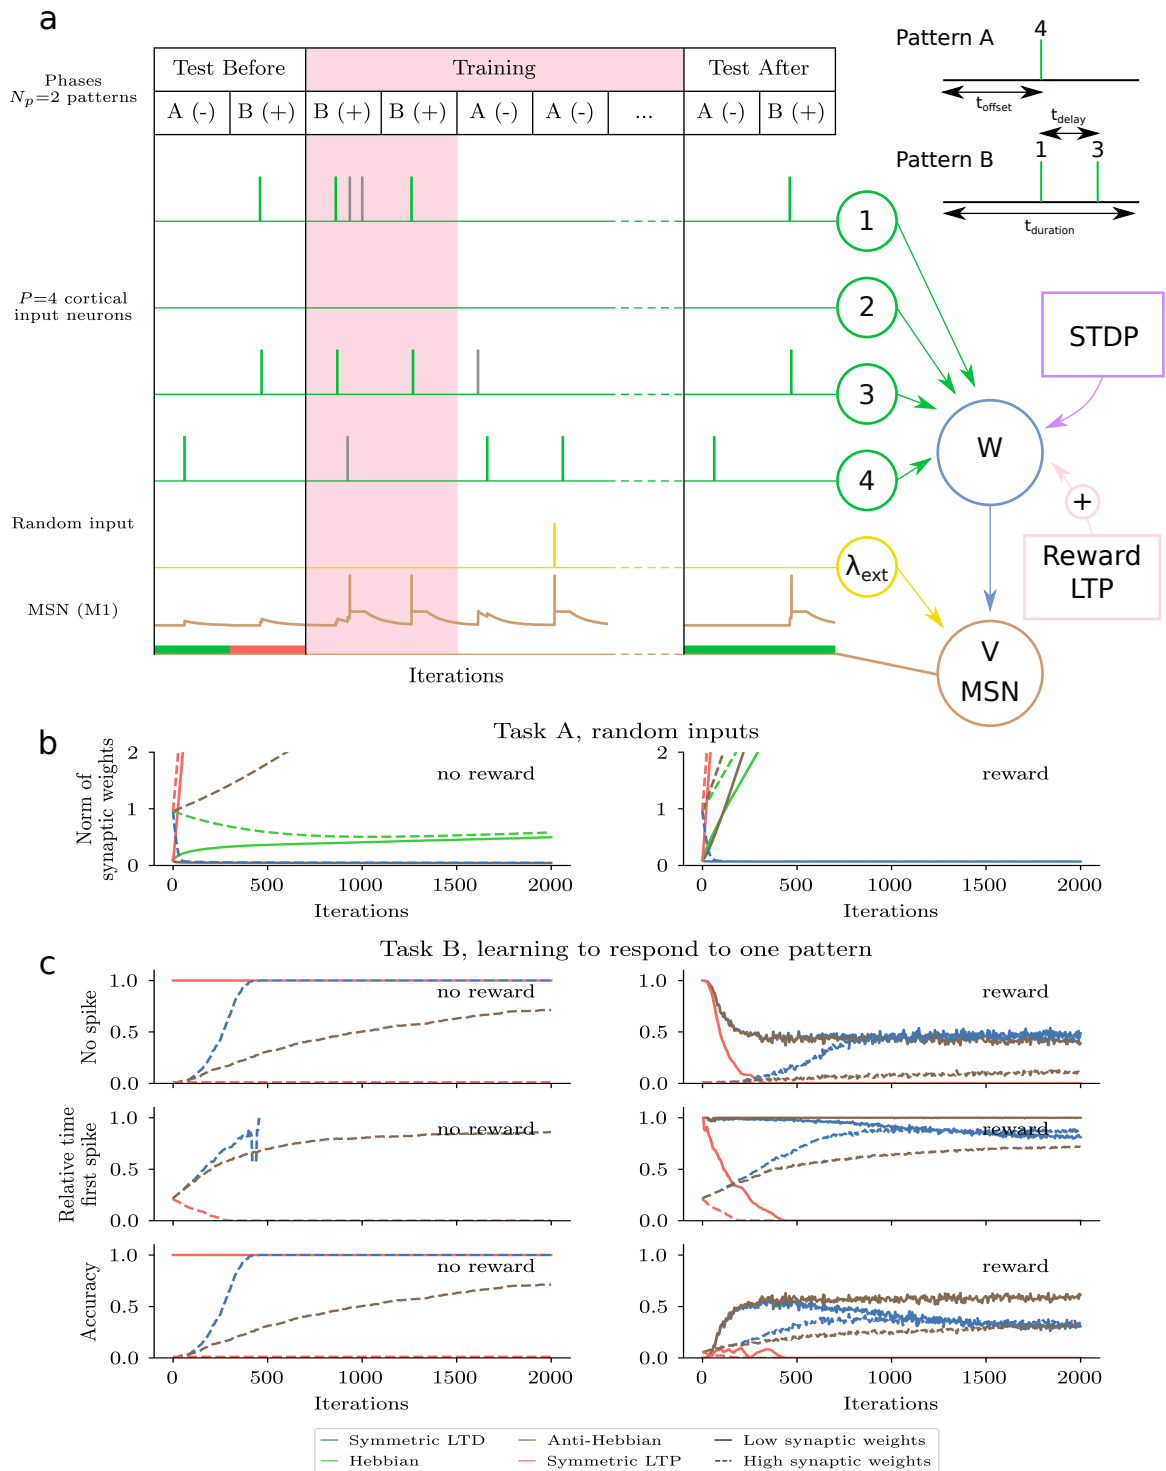 a
Phases
N_p=2 patterns
Test Before
Training
Test After
A (-)
B (+)
B (+)
B (+)
A (-)
A (-)
...
A (-)
B (+)
Pattern A
4
t_offset
t_delay
Pattern B
1
3
t_duration
P=4 cortical
input neurons
1
2
3
4
STDP
W
+
Reward
LTP
Random input
λ_ext
MSN (M1)
V
MSN
Iterations
b
Task A, random inputs
Norm of
synaptic weights
2
1
0
no reward
0 500 1000 1500 2000
Iterations
2
1
0
reward
0 500 1000 1500 2000
Iterations
c
Task B, learning to respond to one pattern
No spike
1.0
0.5
0.0
no reward
1.0
0.5
0.0
reward
Relative time
first spike
1.0
0.5
0.0
no reward
1.0
0.5
0.0
reward
Accuracy
1.0
0.5
0.0
no reward
0 500 1000 1500 2000
Iterations
1.0
0.5
0.0
reward
0 500 1000 1500 2000
Iterations
Symmetric LTD
Hebbian
Anti-Hebbian
Symmetric LTP
Low synaptic weights
High synaptic weights